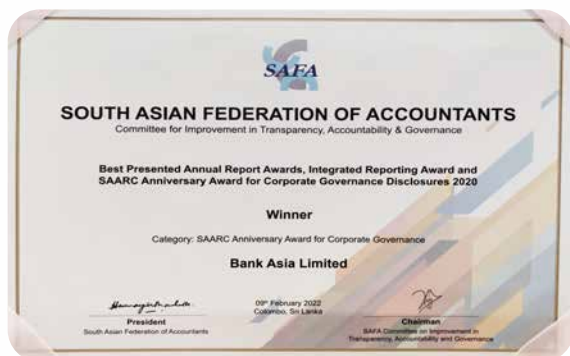 SAFA
SOUTH ASIAN FEDERATION OF ACCOUNTANTS
Committee for Improvement in Transparency, Accountability & Governance
Best Presented Annual Report Awards, Integrated Reporting Award and
SAARC Anniversary Award for Corporate Governance Disclosures 2020
Winner
Category: SAARC Anniversary Award for Corporate Governance
Bank Asia Limited
President
South Asian Federation of Accountants
09th February 2022
Colombo, Sri Lanka
Chairman
SAFA Committee on Improvement in
Transparency, Accountability and Governance